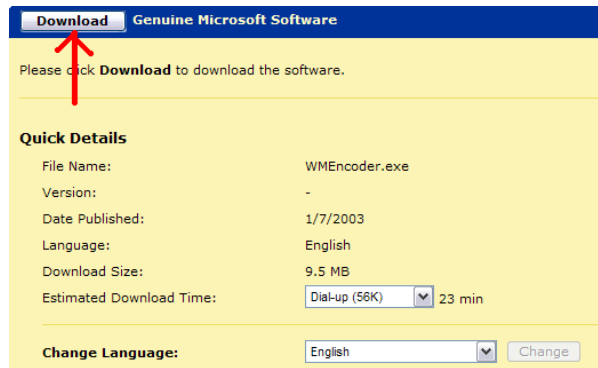 Download Genuine Microsoft Software
Please click Download to download the software.
Quick Details
File Name: WMEncoder.exe
Version: -
Date Published: 1/7/2003
Language: English
Download Size: 9.5 MB
Estimated Download Time: Dial-up (56K) 23 min
Change Language: English Change